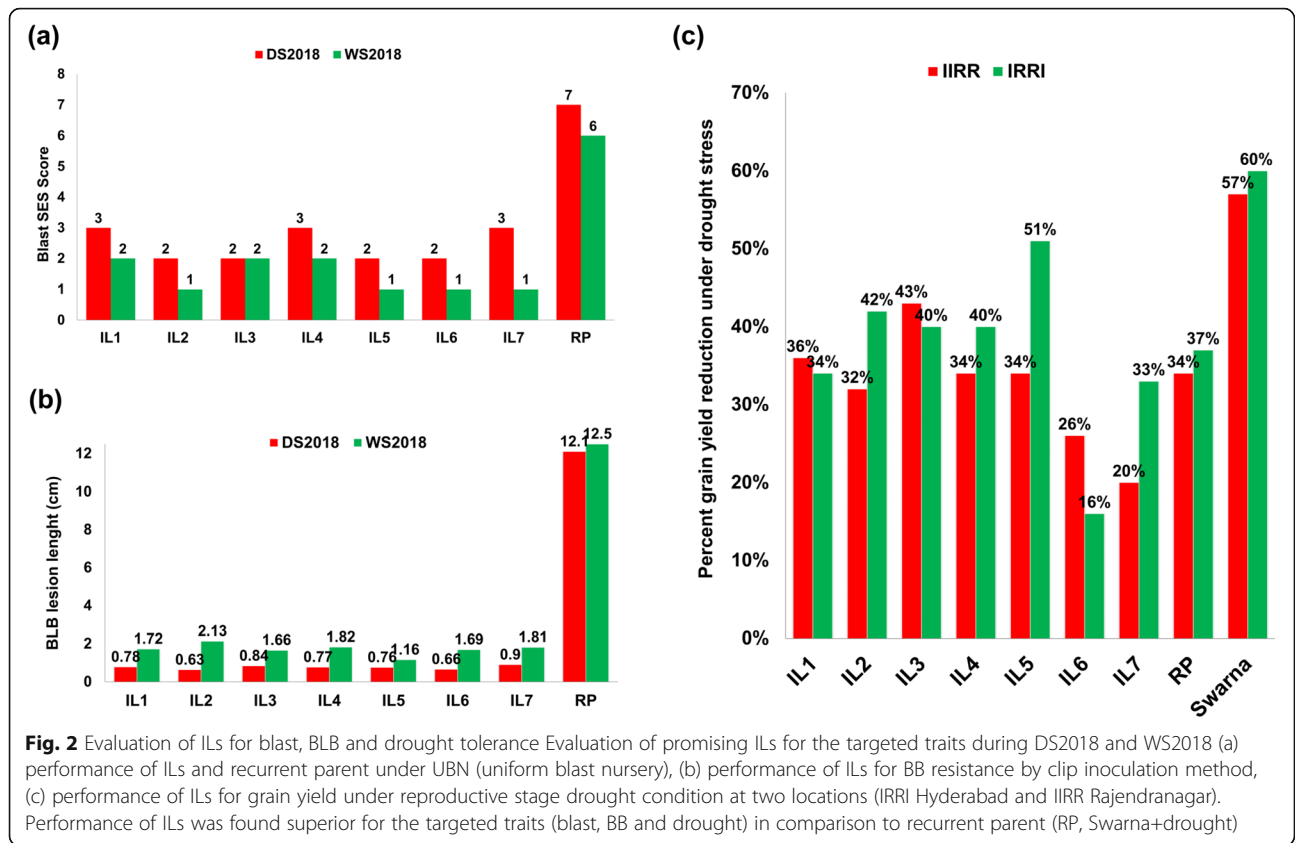 (a)
DS2018 WS2018
Blast SES Score
8
7
6
5
4
3
2
1
0
3 2 2 1 2 2 3 2 2 1 2 1 3 1 7 6
IL1 IL2 IL3 IL4 IL5 IL6 IL7 RP
(b)
DS2018 WS2018
BLB lesion lenght (cm)
12
10
8
6
4
2
0
0.78 1.72 0.63 2.13 0.84 1.66 0.77 1.82 0.76 1.16 0.66 1.69 0.9 1.81 12.1 12.5
IL1 IL2 IL3 IL4 IL5 IL6 IL7 RP
(c)
IIRR IRRI
Percent grain yield reduction under drought stress
70%
60%
50%
40%
30%
20%
10%
0%
36% 34% 32% 42% 43% 40% 34% 40% 34% 51% 26% 16% 20% 33% 34% 37% 57% 60%
IL1 IL2 IL3 IL4 IL5 IL6 IL7 RP Swarna
Fig. 2 Evaluation of ILs for blast, BLB and drought tolerance Evaluation of promising ILs for the targeted traits during DS2018 and WS2018 (a)
performance of ILs and recurrent parent under UBN (uniform blast nursery), (b) performance of ILs for BB resistance by clip inoculation method,
(c) performance of ILs for grain yield under reproductive stage drought condition at two locations (IRRI Hyderabad and IIRR Rajendranagar).
Performance of ILs was found superior for the targeted traits (blast, BB and drought) in comparison to recurrent parent (RP, Swarna+drought)